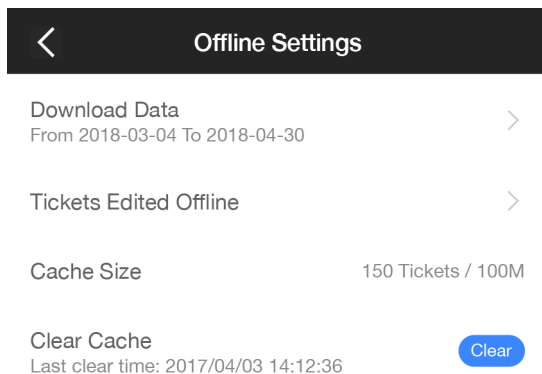 Offline Settings
Download Data
From 2018-03-04 To 2018-04-30
Tickets Edited Offline
Cache Size
150 Tickets / 100M
Clear Cache
Last clear time: 2017/04/03 14:12:36
Clear